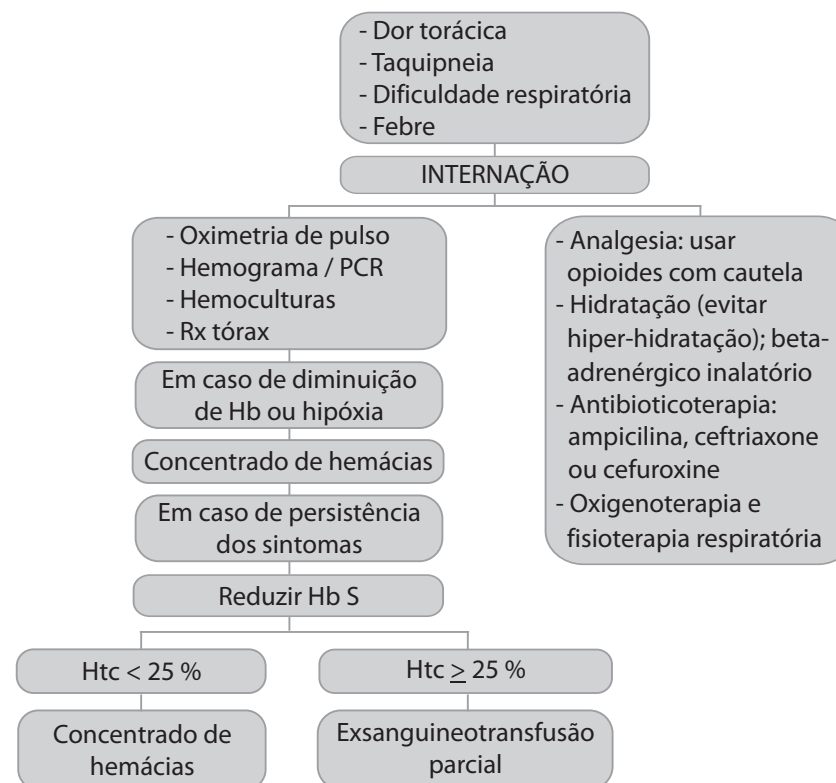 - Dor torácica
- Taquipneia
- Dificuldade respiratória
- Febre
INTERNAÇÃO
- Oximetria de pulso
- Hemograma / PCR
- Hemoculturas
- Rx tórax
Em caso de diminuição
de Hb ou hipóxia
Concentrado de hemácias
Em caso de persistência
dos sintomas
Reduzir Hb S
Htc < 25 %
Concentrado de
hemácias
Htc ≥ 25 %
Exsanguineotransfusão
parcial
- Analgesia: usar
opioides com cautela
- Hidratação (evitar
hiper-hidratação); beta-
adrenérgico inalatório
- Antibioticoterapia:
ampicilina, ceftriaxone
ou cefuroxine
- Oxigenoterapia e
fisioterapia respiratória